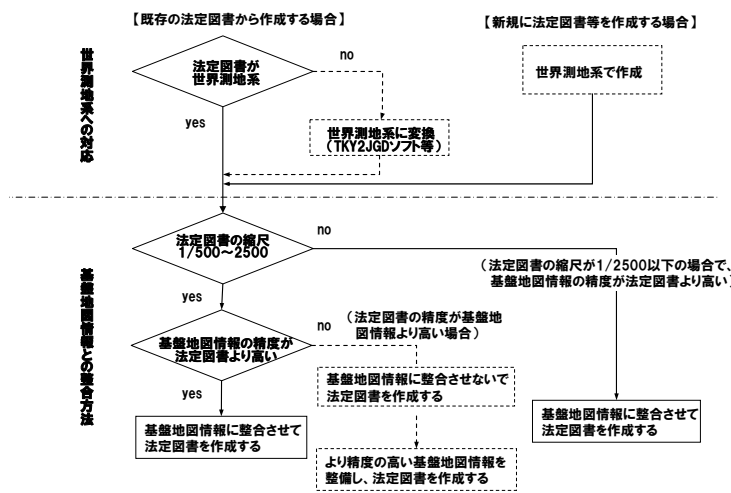 【既存の法定図書から作成する場合】
【新規に法定図書等を作成する場合】
世界測地系への対応
法定図書が
世界測地系
no
yes
世界測地系に変換
（TKY2JGDソフト等）
世界測地系で作成
基盤地図情報との整合方法
法定図書の縮尺
1/500～2500
no
yes
（法定図書の縮尺が1/2500以下の場合で、
基盤地図情報の精度が法定図書より高い）
基盤地図情報の精度が
法定図書より高い
no
（法定図書の精度が基盤地
図情報より高い場合）
yes
基盤地図情報に整合させないで
法定図書を作成する
基盤地図情報に整合させて
法定図書を作成する
基盤地図情報に整合させて
法定図書を作成する
より精度の高い基盤地図情報を
整備し、法定図書を作成する